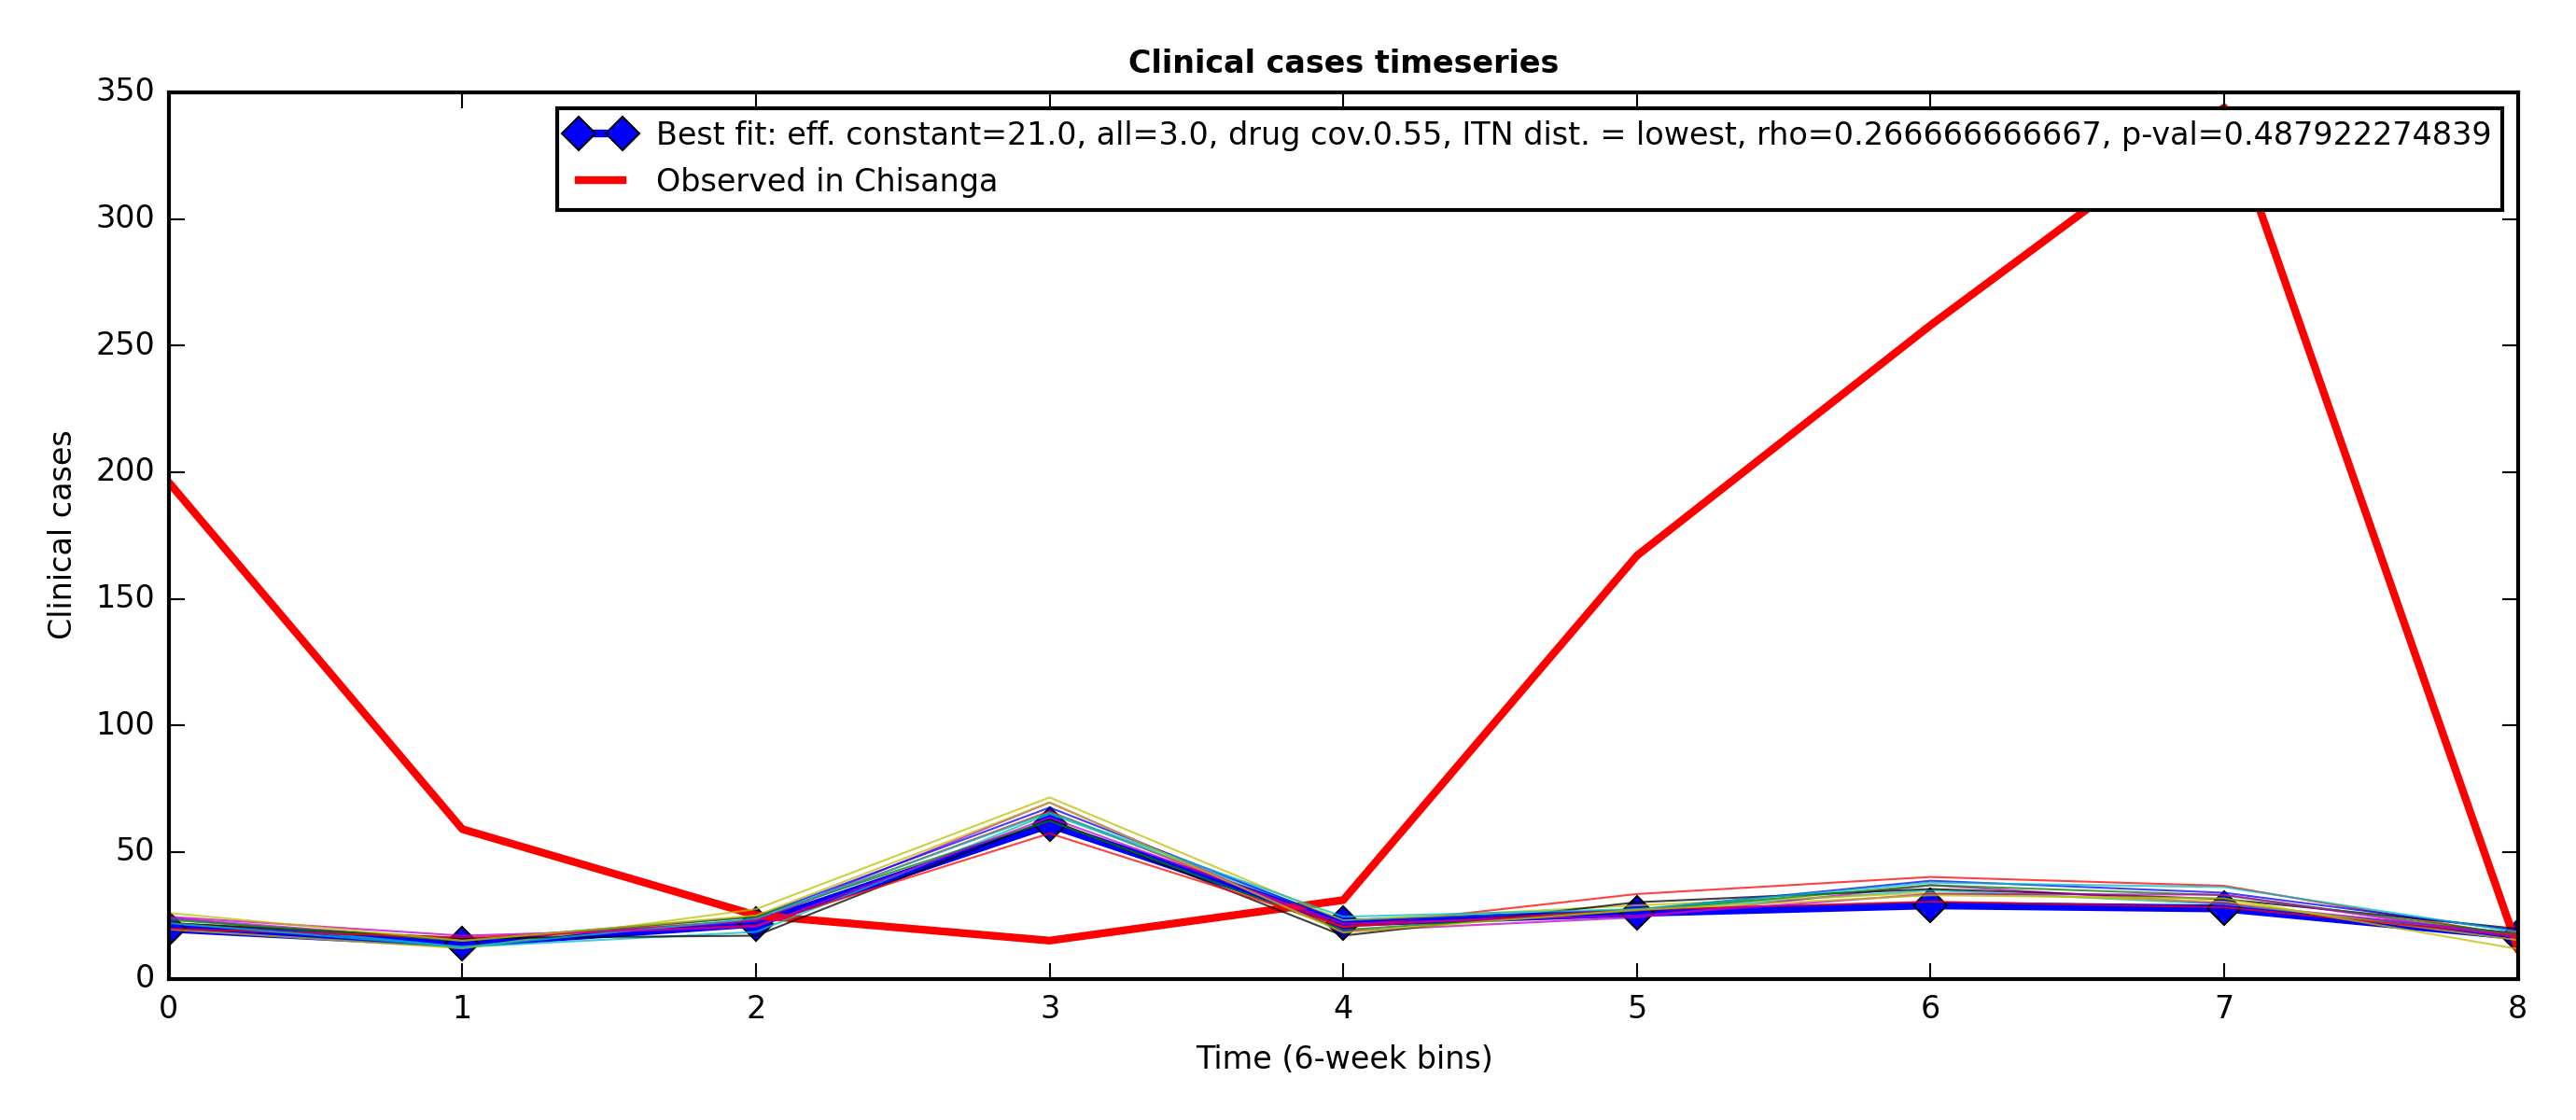 Clinical cases timeseries
350
300
250
200
150
100
50
0
Clinical cases
Best fit: eff. constant=21.0, all=3.0, drug cov.0.55, ITN dist. = lowest, rho=0.266666666667, p-val=0.487922274839
Observed in Chisanga
0 1 2 3 4 5 6 7 8
Time (6-week bins)